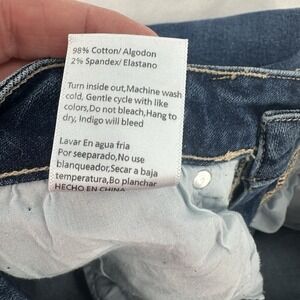 98% Cotton/ Algodon
2% Spandex/ Elastano
Turn inside out,Machine wash
cold, Gentle cycle with like
colors,Do not bleach,Hang to
dry, Indigo will bleed
Lavar En agua fria
Por seeparado,No use
blanqueador,Secar a baja
temperatura,Bo planchar
HECHO EN CHINA